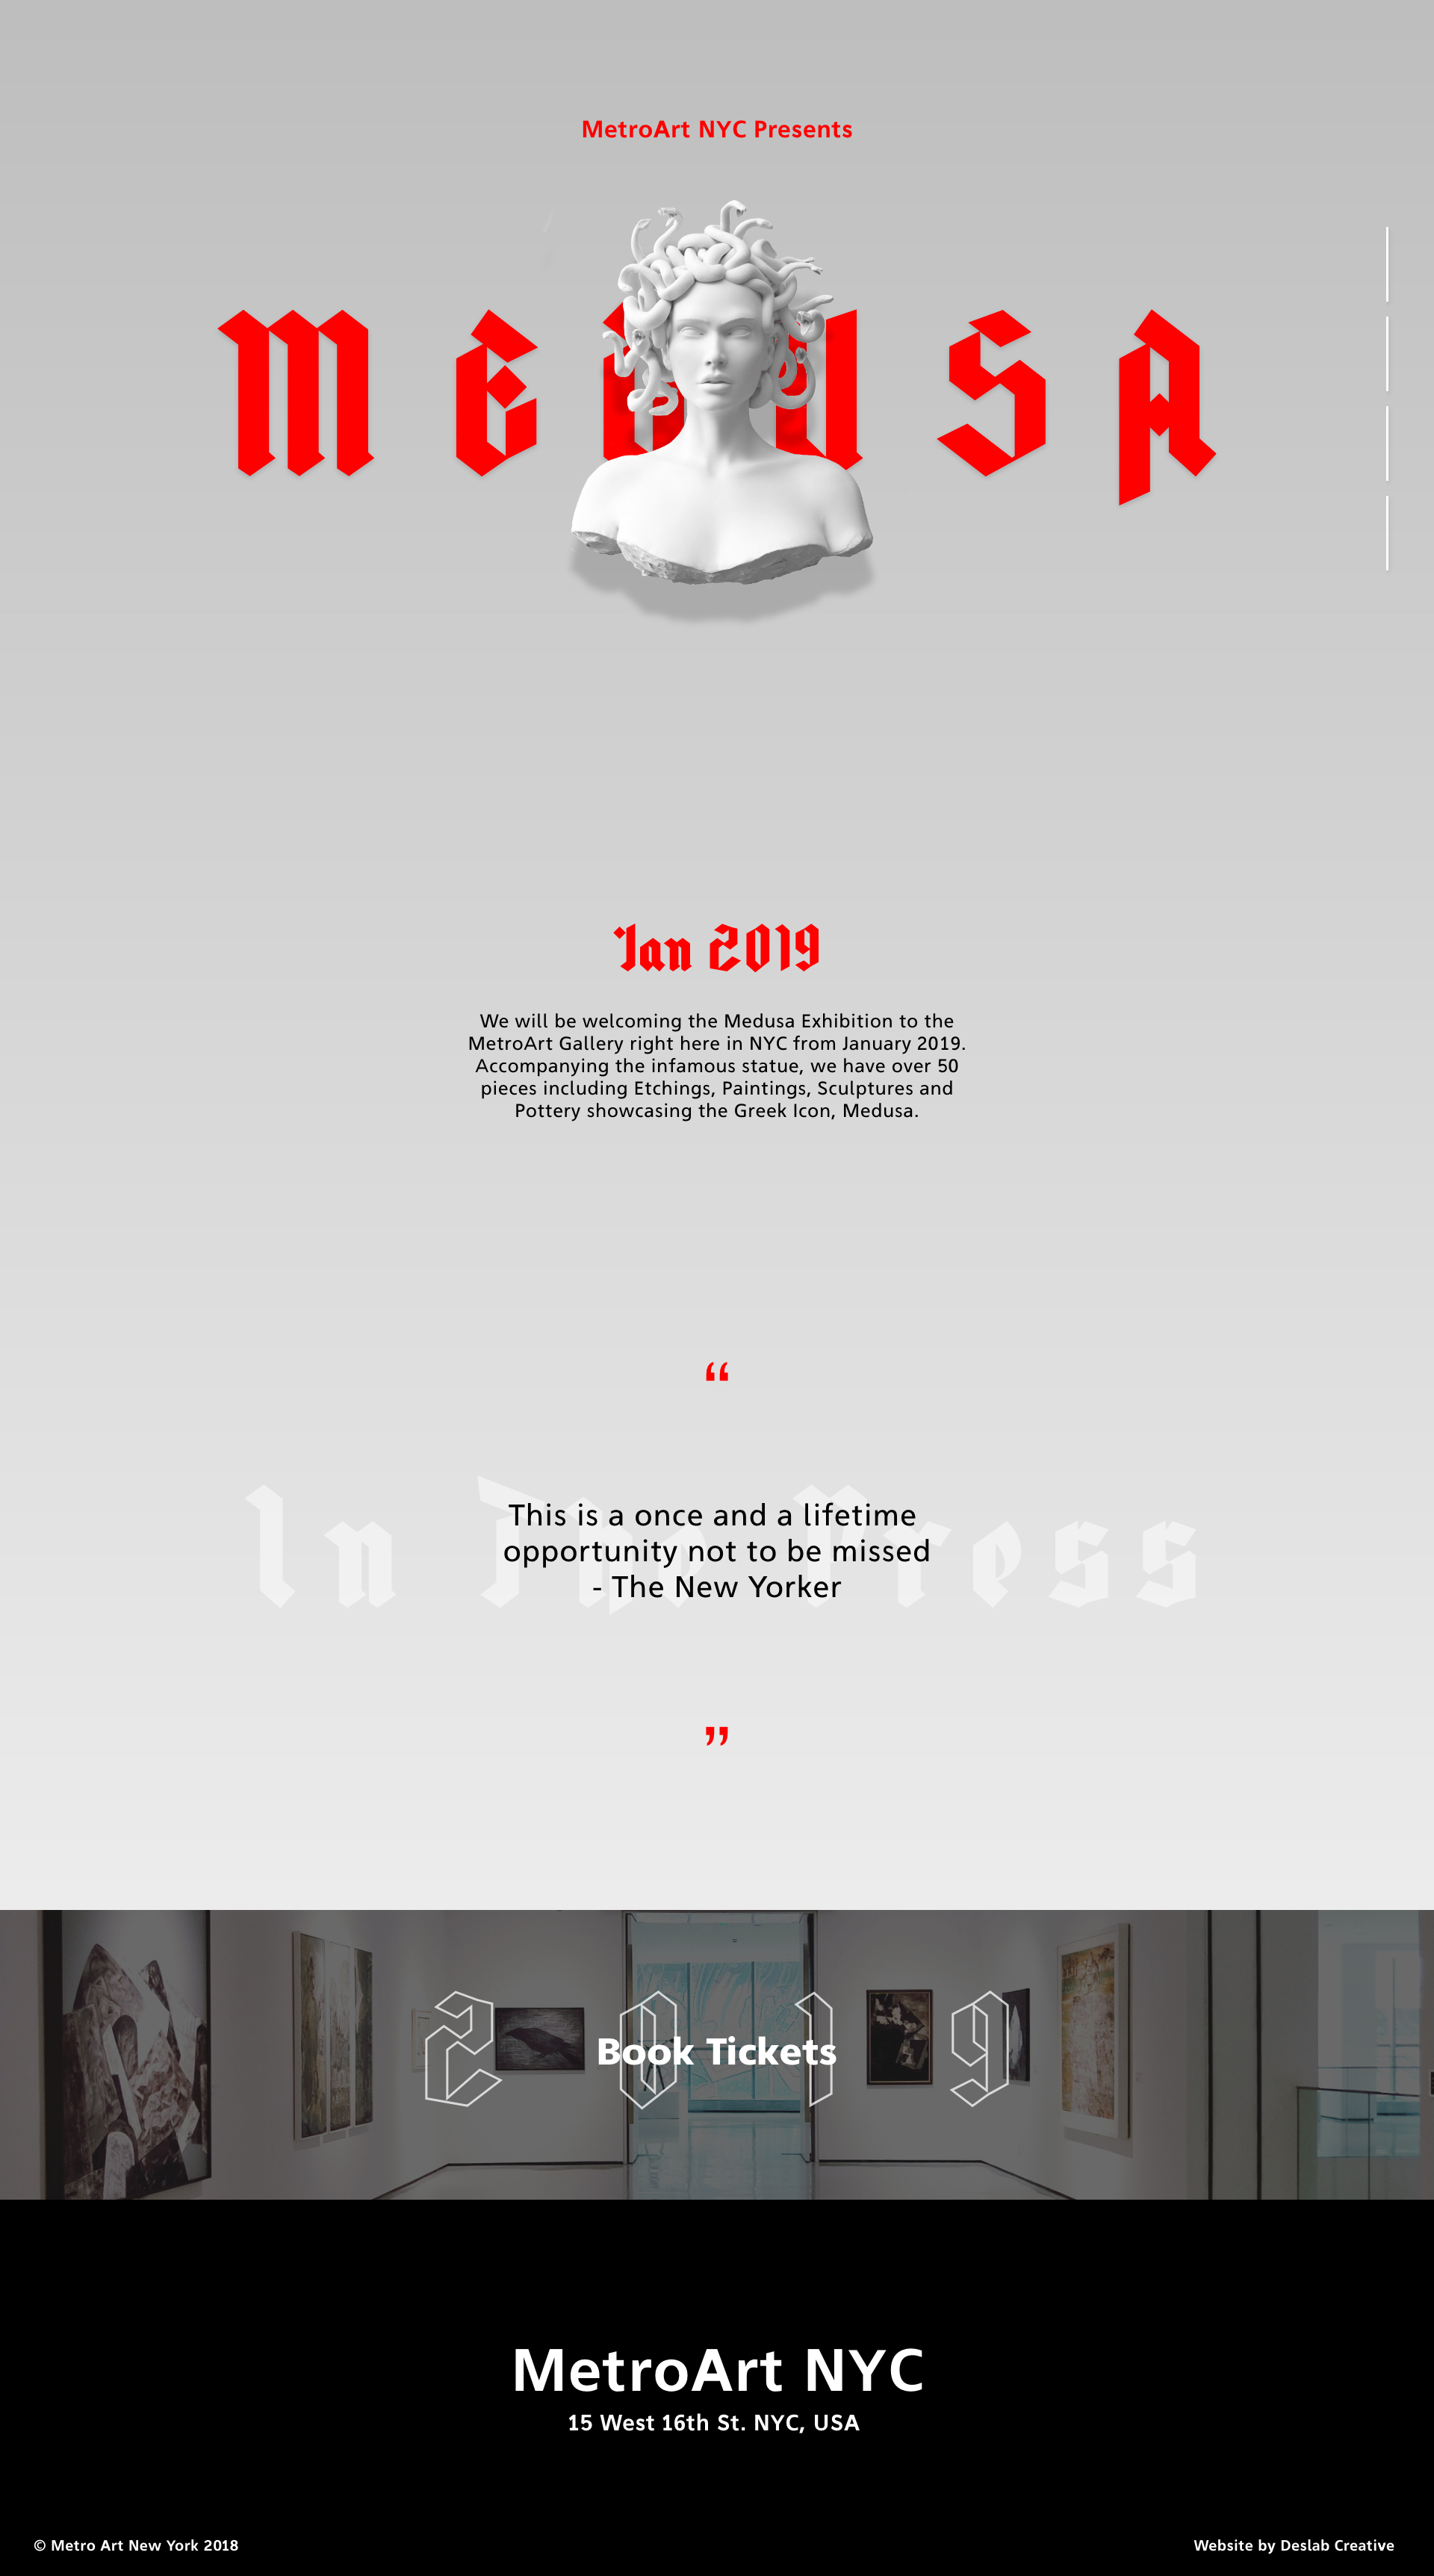 MetroArt NYC Presents
MEDUSA
Jan 2019
We will be welcoming the Medusa Exhibition to the
MetroArt Gallery right here in NYC from January 2019.
Accompanying the infamous statue, we have over 50
pieces including Etchings, Paintings, Sculptures and
Pottery showcasing the Greek Icon, Medusa.
“
In The Press
This is a once and a lifetime
opportunity not to be missed
- The New Yorker
”
2019
Book Tickets
MetroArt NYC
15 West 16th St. NYC, USA
© Metro Art New York 2018
Website by Deslab Creative